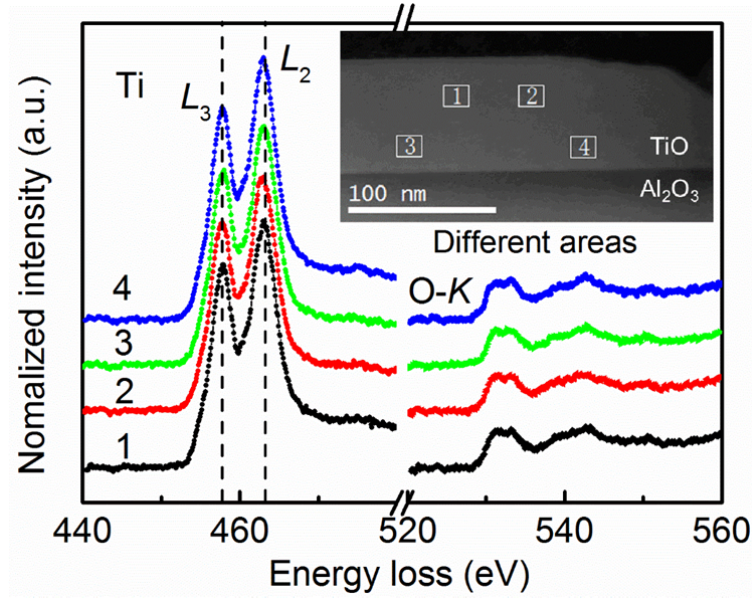 Nomalized intensity (a.u.)
Ti
L3
L2
1
2
3
4
TiO
Al2O3
100 nm
Different areas
O-K
4
3
2
1
440
460
520
540
560
Energy loss (eV)